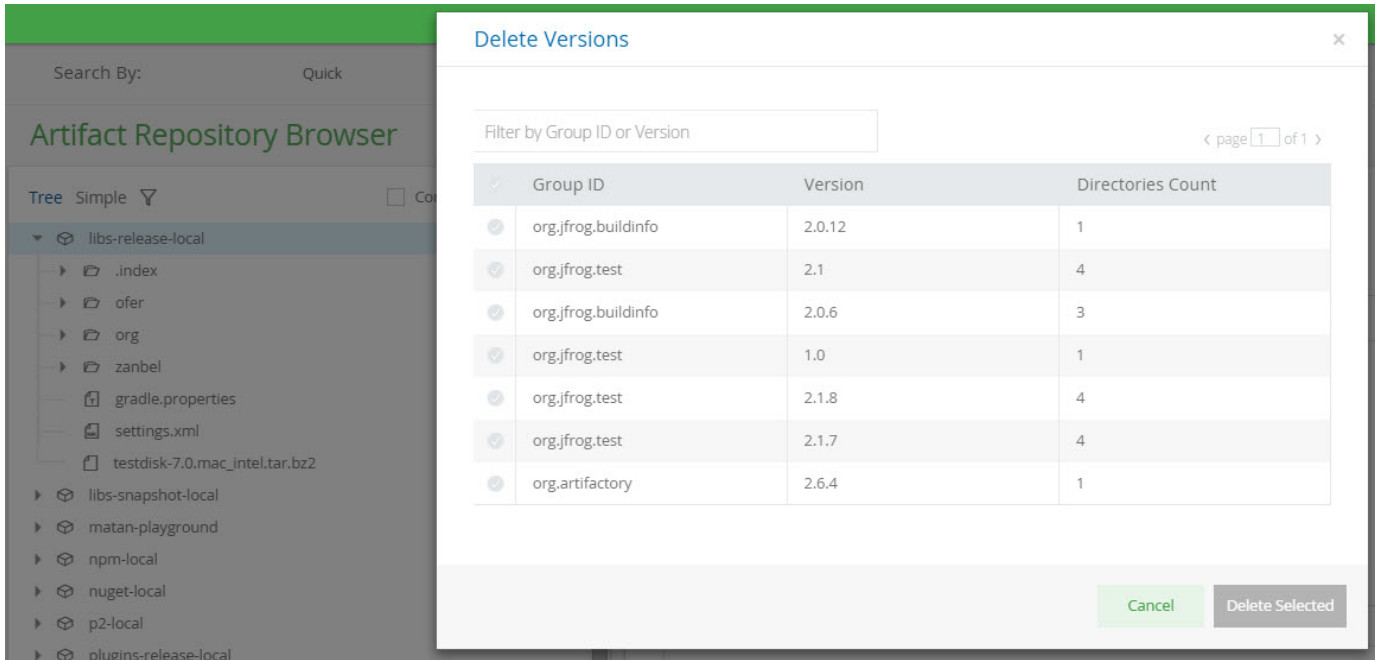 Delete Versions
×
Search By: Quick
Artifact Repository Browser
Filter by Group ID or Version
page 1 of 1
Tree Simple
Group ID Version Directories Count
libs-release-local
org.jfrog.buildinfo 2.0.12 1
.index
org.jfrog.test 2.1 4
ofer
org.jfrog.buildinfo 2.0.6 3
org
org.jfrog.test 1.0 1
zanbel
gradle.properties
org.jfrog.test 2.1.8 4
settings.xml
org.jfrog.test 2.1.7 4
testdisk-7.0.mac_intel.tar.bz2
org.artifactory 2.6.4 1
libs-snapshot-local
matan-playground
npm-local
nuget-local
Cancel Delete Selected
p2-local
plugins-release-local